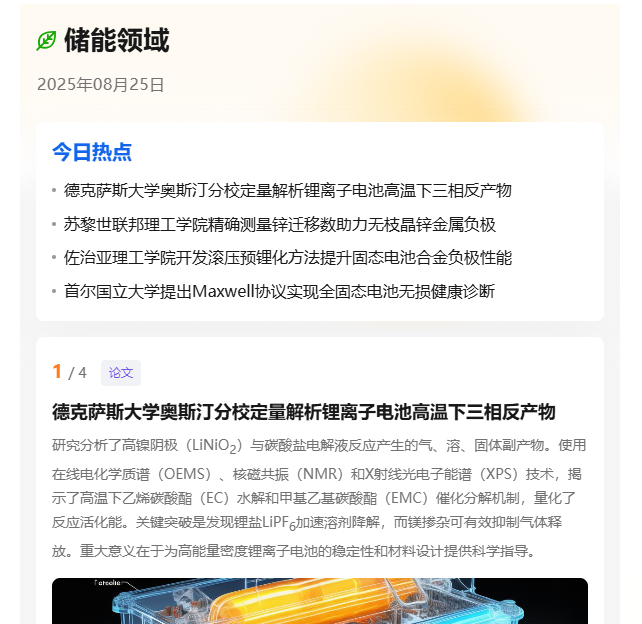 储能领域
2025年08月25日
今日热点
德克萨斯大学奥斯汀分校定量解析锂离子电池高温下三相反产物
苏黎世联邦理工学院精确测量锌迁移数助力无枝晶锌金属负极
佐治亚理工学院开发滚压预锂化方法提升固态电池合金负极性能
首尔国立大学提出Maxwell协议实现全固态电池无损健康诊断
1 / 4 论文
德克萨斯大学奥斯汀分校定量解析锂离子电池高温下三相反产物
研究分析了高镍阴极（LiNiO2）与碳酸盐电解液反应产生的气、溶、固体副产物。使用
在线电化学质谱（OEMS）、核磁共振（NMR）和X射线光电子能谱（XPS）技术，揭
示了高温下乙烯碳酸酯（EC）水解和甲基乙基碳酸酯（EMC）催化分解机制，量化了
反应活化能。关键突破是发现锂盐LiPF6加速溶剂降解，而镁掺杂可有效抑制气体释
放。重大意义在于为高能量密度锂离子电池的稳定性和材料设计提供科学指导。